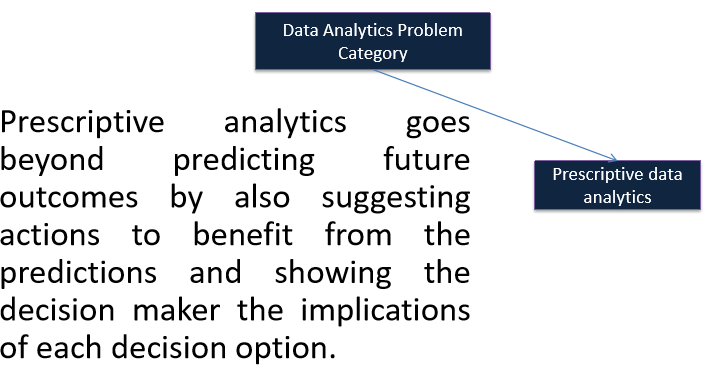 Data Analytics Problem
Category
Prescriptive analytics goes
beyond predicting future
outcomes by also suggesting
actions to benefit from the
predictions and showing the
decision maker the implications
of each decision option.
Prescriptive data
analytics